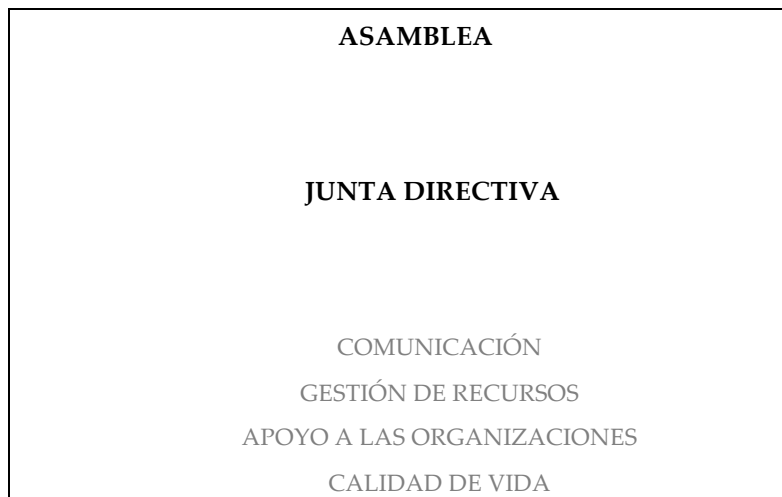 ASAMBLEA
JUNTA DIRECTIVA
COMUNICACIÓN
GESTIÓN DE RECURSOS
APOYO A LAS ORGANIZACIONES
CALIDAD DE VIDA